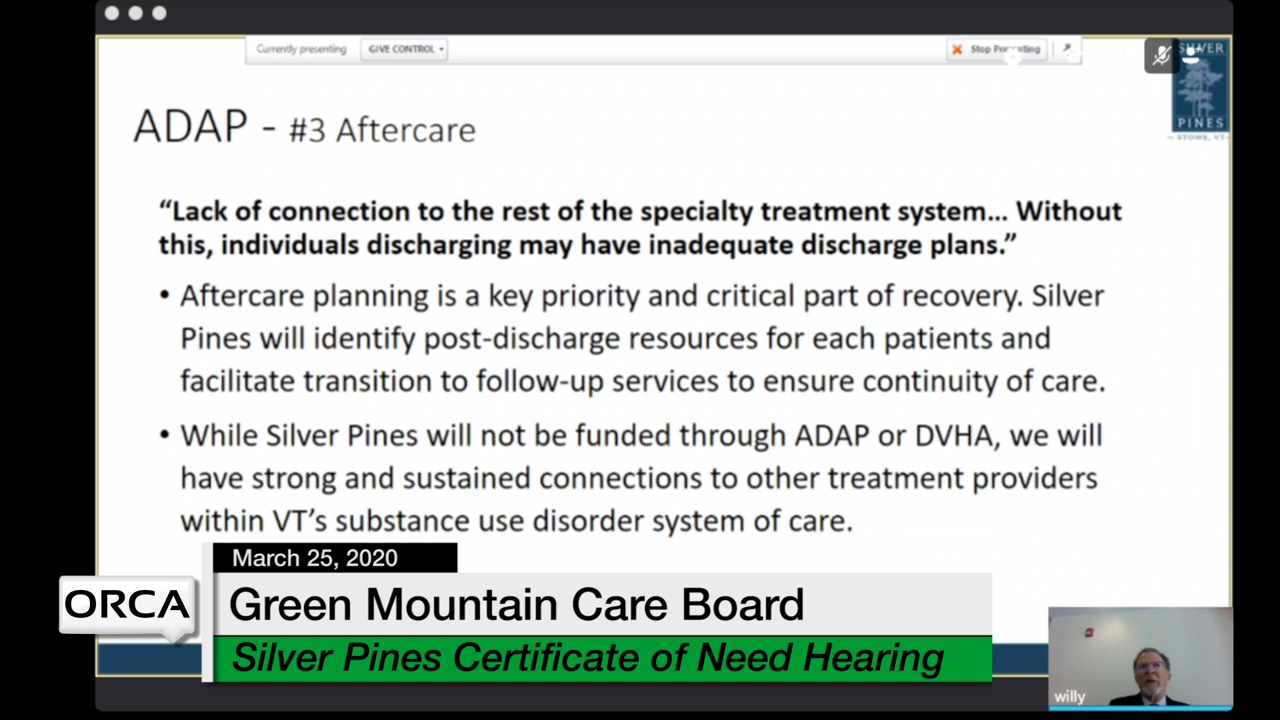 Currently presenting GIVE CONTROL Stop Presenting
SILVER
PINES
STOWE, VT
ADAP - #3 Aftercare
“Lack of connection to the rest of the specialty treatment system... Without
this, individuals discharging may have inadequate discharge plans.”
• Aftercare planning is a key priority and critical part of recovery. Silver
Pines will identify post-discharge resources for each patients and
facilitate transition to follow-up services to ensure continuity of care.
• While Silver Pines will not be funded through ADAP or DVHA, we will
have strong and sustained connections to other treatment providers
within VT’s substance use disorder system of care.
March 25, 2020
ORCA
Green Mountain Care Board
Silver Pines Certificate of Need Hearing
willy